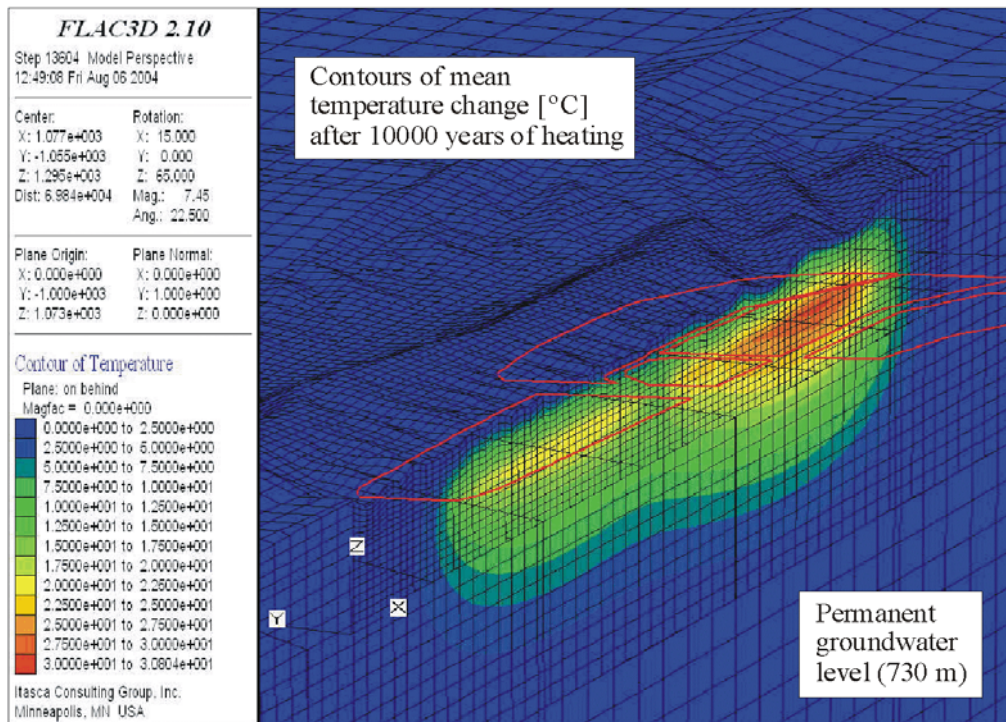 FLAC3D 2.10
Step 13604 Model Perspective
12:49:08 Fri Aug 06 2004
Center: Rotation:
X: 1.077e+003 X: 15.000
Y: -1.055e+003 Y: 0.000
Z: 1.295e+003 Z: 65.000
Dist: 6.984e+004 Mag.: 7.45
Ang.: 22.500
Plane Origin: Plane Normal:
X: 0.000e+000 X: 0.000e+000
Y: -1.000e+003 Y: 1.000e+000
Z: 1.073e+003 Z: 0.000e+000
Contour of Temperature
Plane: on behind
Magfac = 0.000e+000
0.0000e+000 to 2.5000e+000
2.5000e+000 to 5.0000e+000
5.0000e+000 to 7.5000e+000
7.5000e+000 to 1.0000e+001
1.0000e+001 to 1.2500e+001
1.2500e+001 to 1.5000e+001
1.5000e+001 to 1.7500e+001
1.7500e+001 to 2.0000e+001
2.0000e+001 to 2.2500e+001
2.2500e+001 to 2.5000e+001
2.5000e+001 to 2.7500e+001
2.7500e+001 to 3.0000e+001
3.0000e+001 to 3.0804e+001
Itasca Consulting Group, Inc.
Minneapolis, MN USA
Contours of mean
temperature change [°C]
after 10000 years of heating
Z
X
Y
Permanent
groundwater
level (730 m)